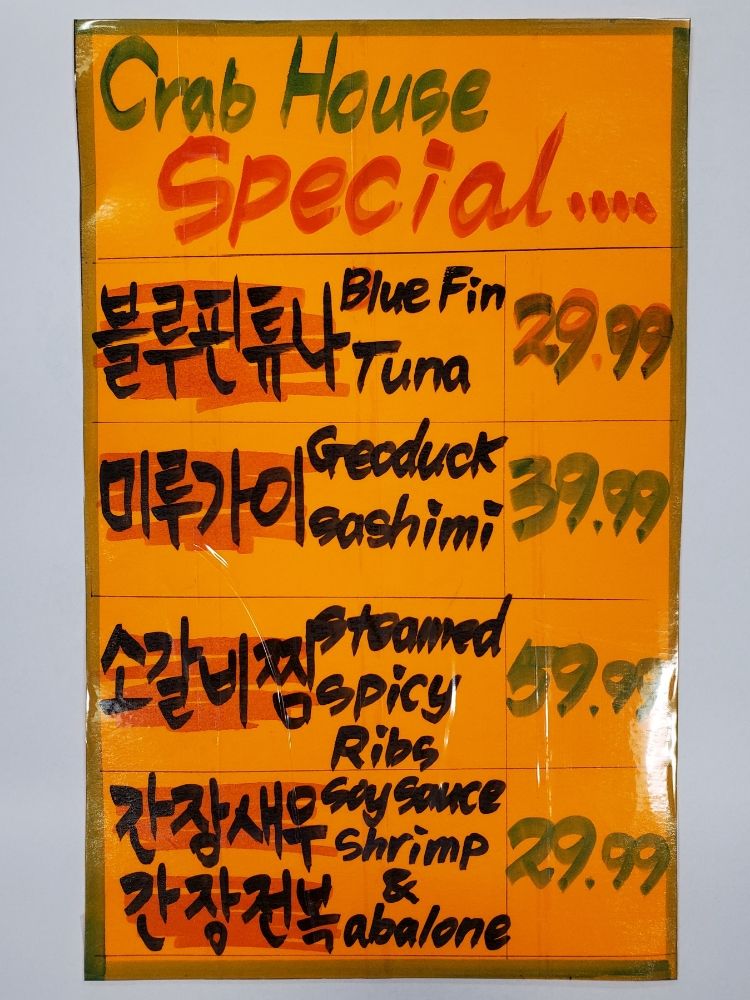 Crab House
Special....
블루핀튜나 Blue Fin Tuna 29.99
미루가이 Geoduck sashimi 39.99
소갈비찜 Steamed spicy Ribs 59.99
간장새우 soy sauce shrimp
&
간장전복 abalone 29.99